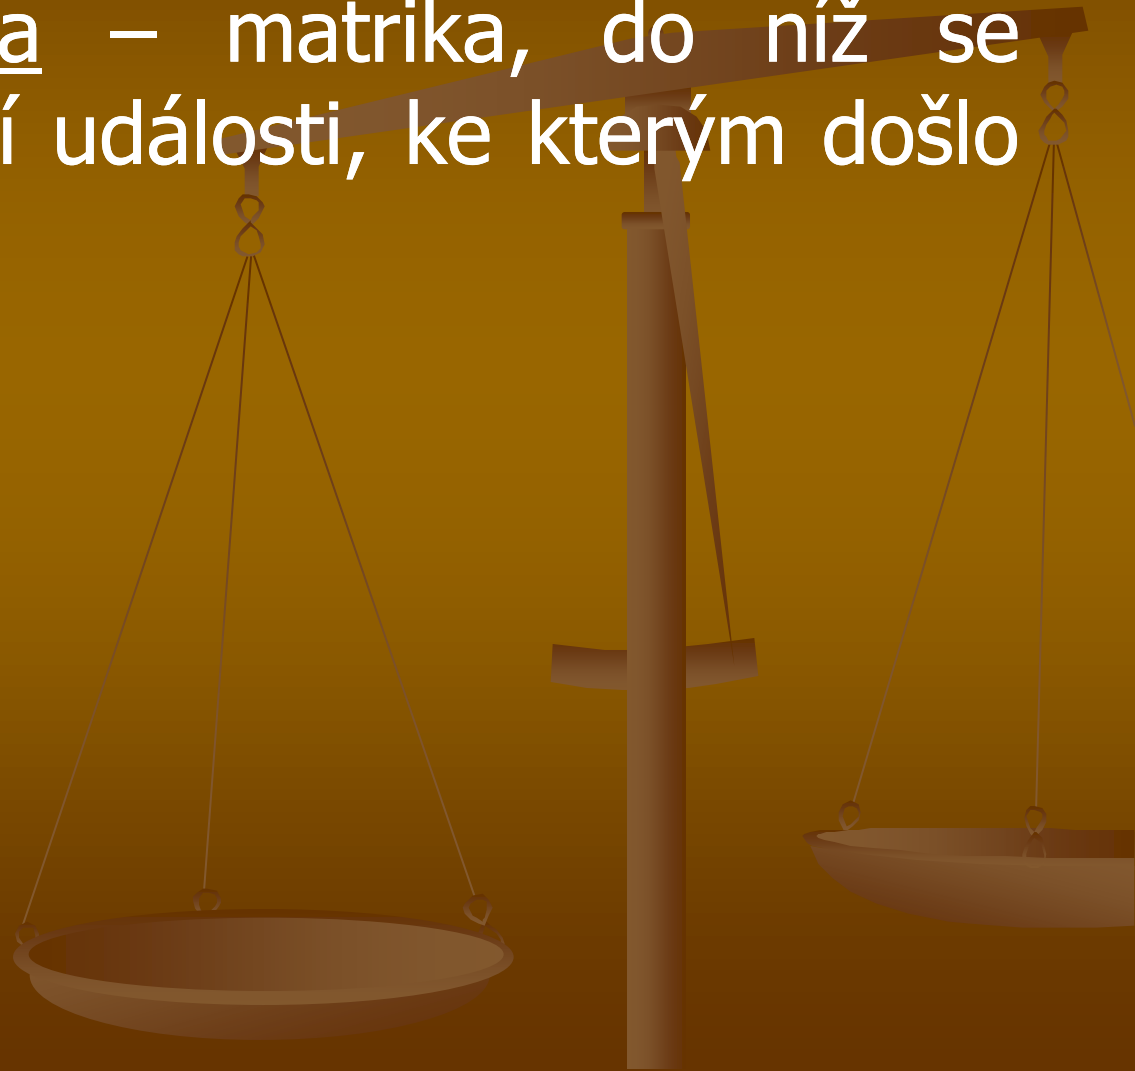 a – matrika, do níž se
í události, ke kterým došlo